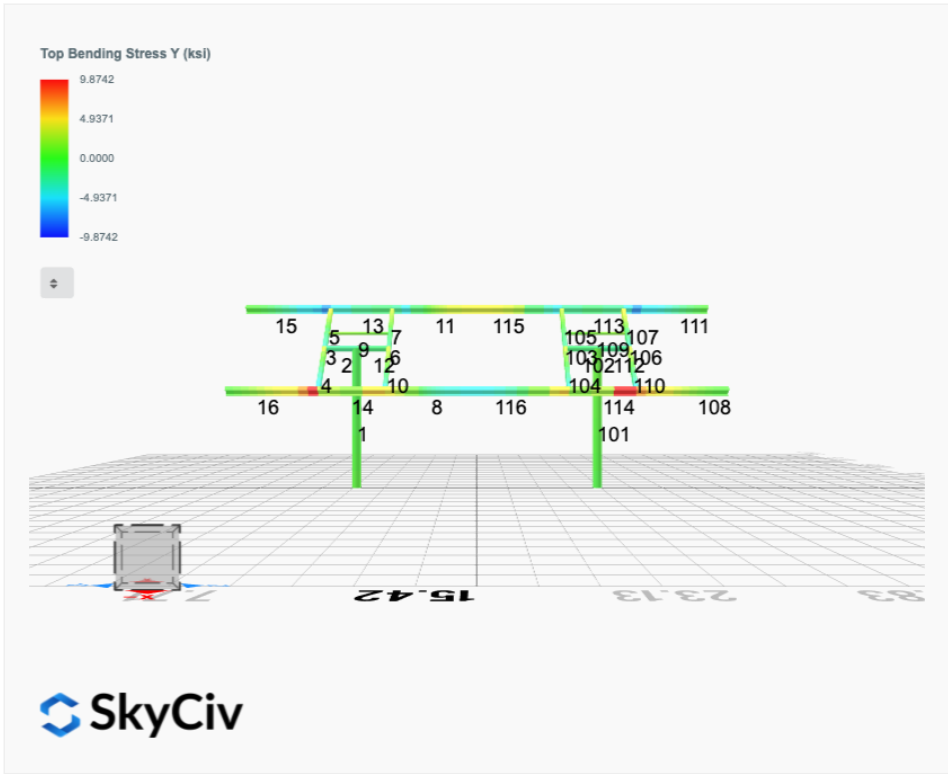 Top Bending Stress Y (ksi)
9.8742
4.9371
0.0000
-4.9371
-9.8742
15 13 11 115 113 111
5 7 105 107
9 109
3 6 103 106
2 12 102 112
4 10 104 110
16 14 8 116 114 108
1 101
15.42 23.13
SkyCiv